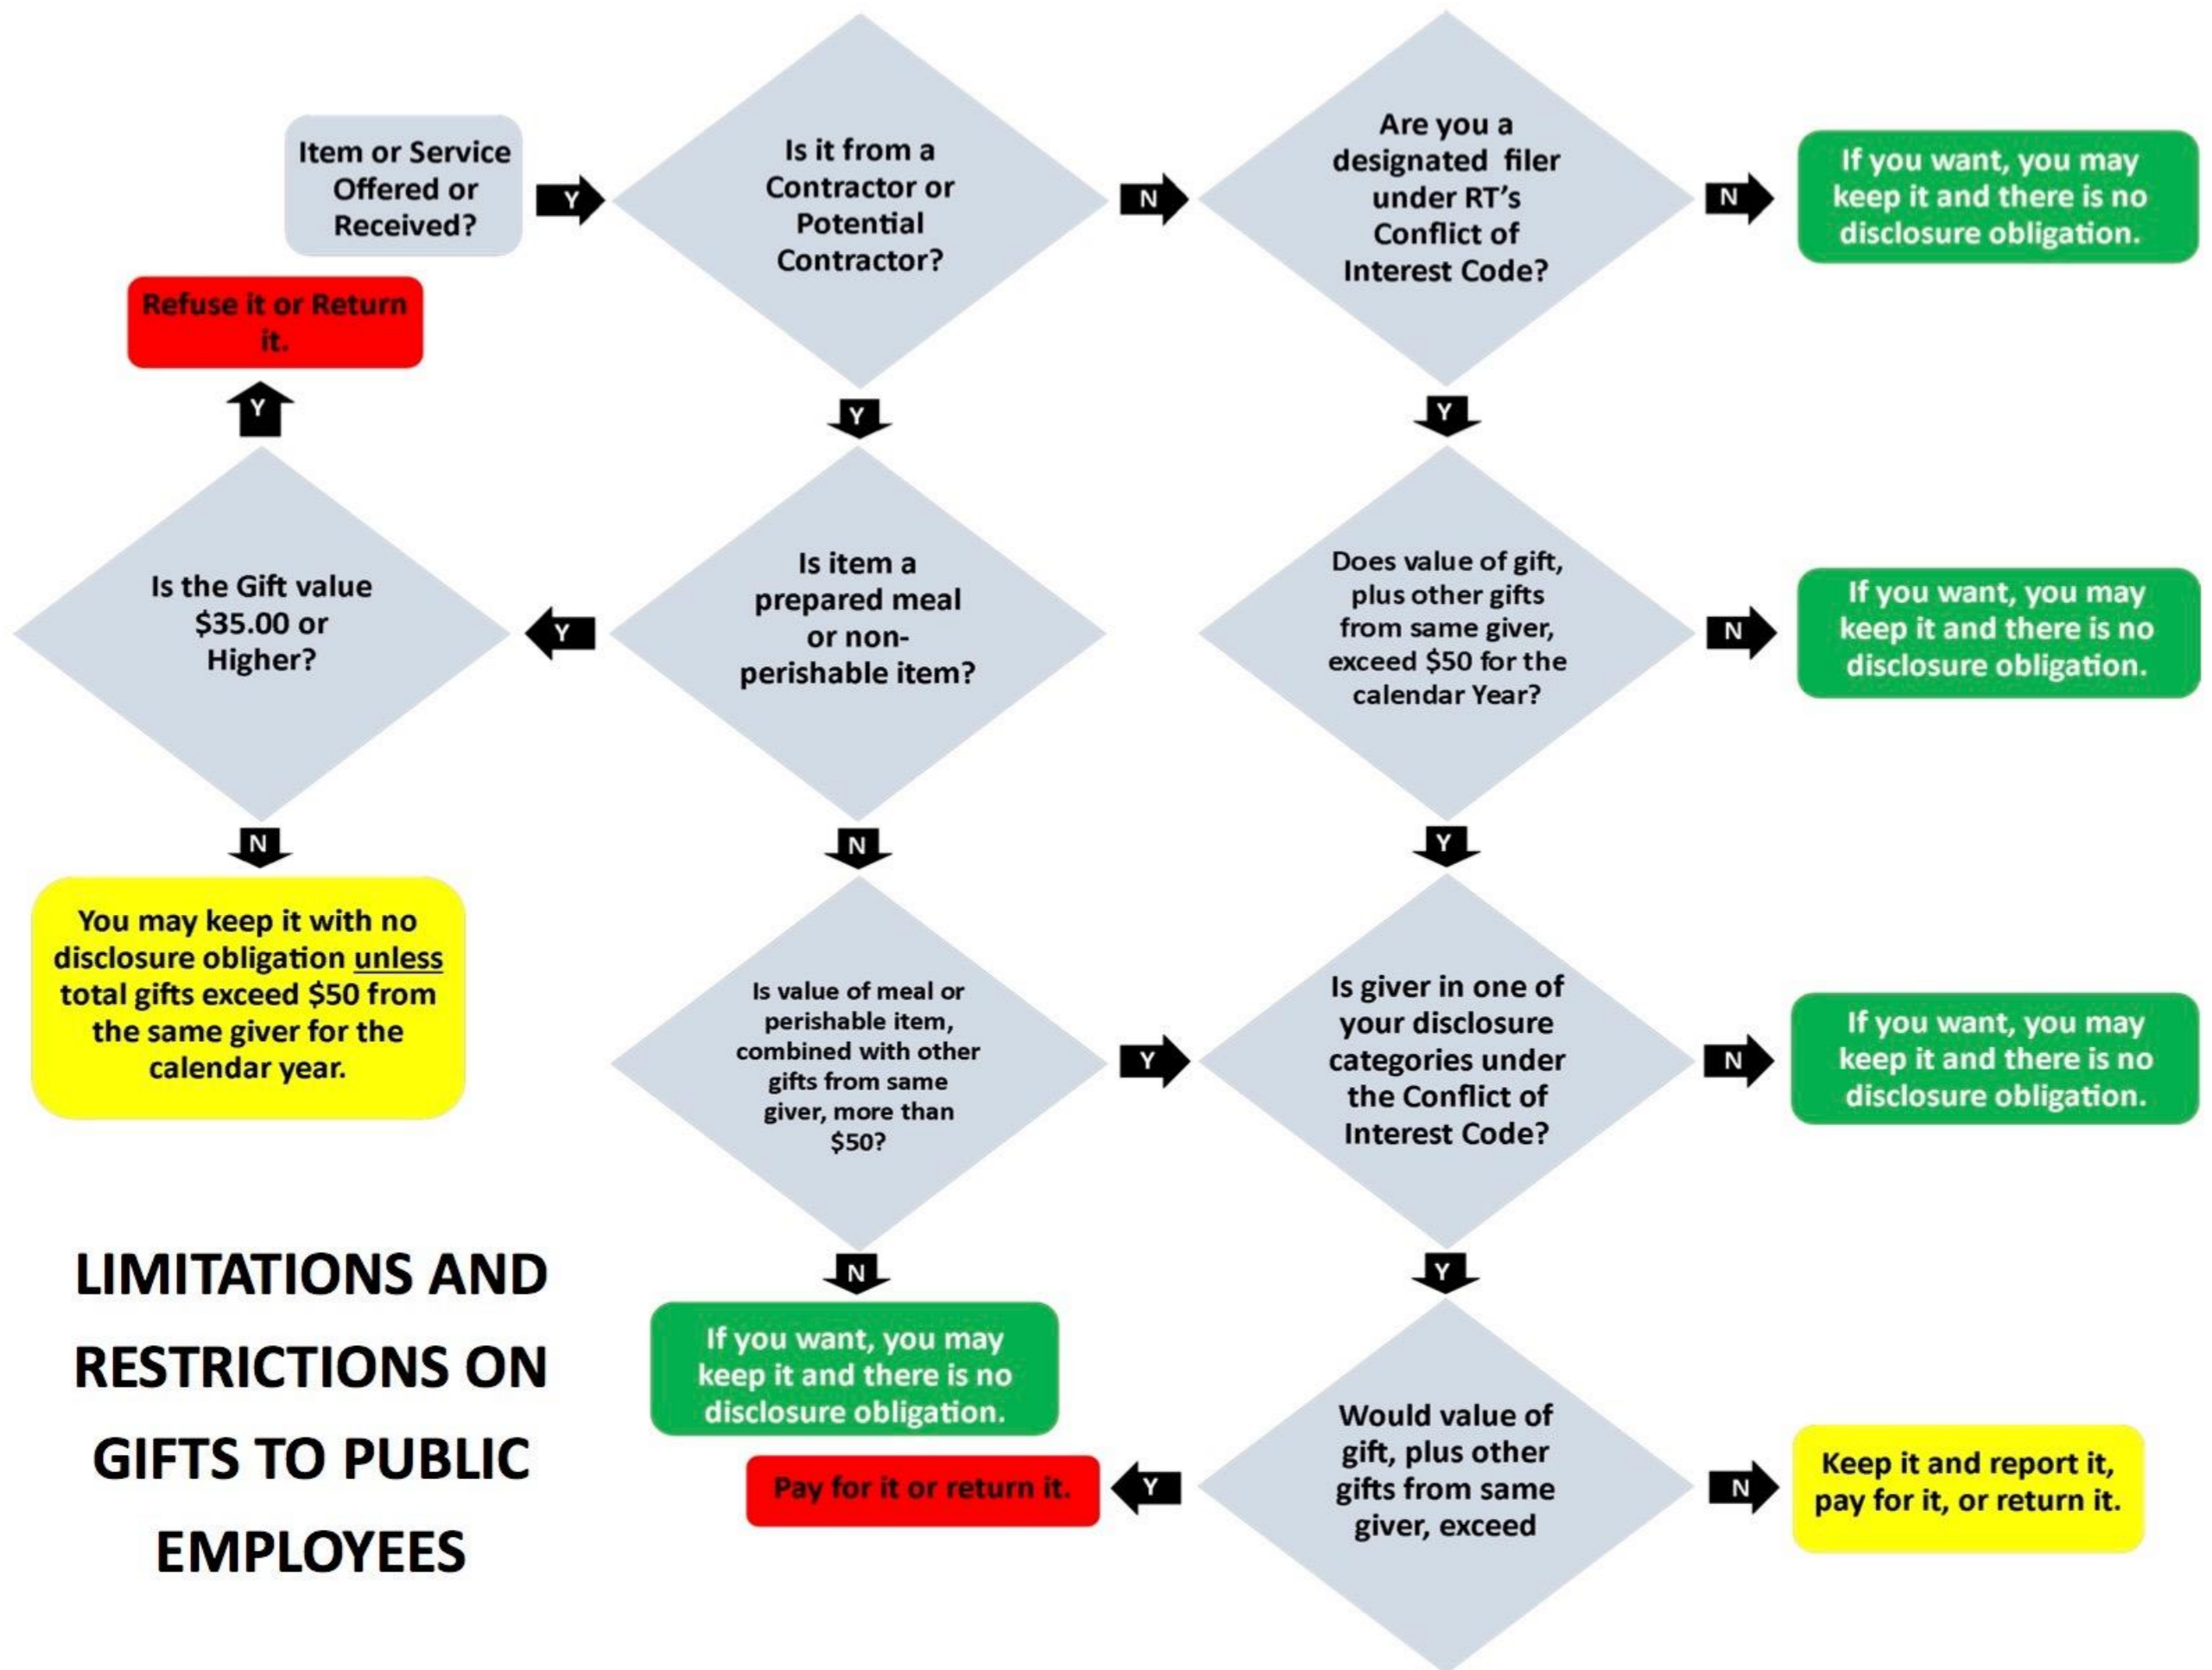 Item or Service
Offered or
Received?
Y
Is it from a
Contractor or
Potential
Contractor?
N
Are you a
designated filer
under RT's
Conflict of
Interest Code?
N
If you want, you may
keep it and there is no
disclosure obligation.
Refuse it or Return
it.
Y
Y
Y
Is the Gift value
$35.00 or
Higher?
Y
Is item a
prepared meal
or non-
perishable item?
Does value of gift,
plus other gifts
from same giver,
exceed $50 for the
calendar Year?
N
If you want, you may
keep it and there is no
disclosure obligation.
N
N
Y
You may keep it with no
disclosure obligation unless
total gifts exceed $50 from
the same giver for the
calendar year.
Is value of meal or
perishable item,
combined with other
gifts from same
giver, more than
$50?
Y
Is giver in one of
your disclosure
categories under
the Conflict of
Interest Code?
N
If you want, you may
keep it and there is no
disclosure obligation.
N
Y
If you want, you may
keep it and there is no
disclosure obligation.
Pay for it or return it.
Y
Would value of
gift, plus other
gifts from same
giver, exceed
N
Keep it and report it,
pay for it, or return it.
LIMITATIONS AND
RESTRICTIONS ON
GIFTS TO PUBLIC
EMPLOYEES